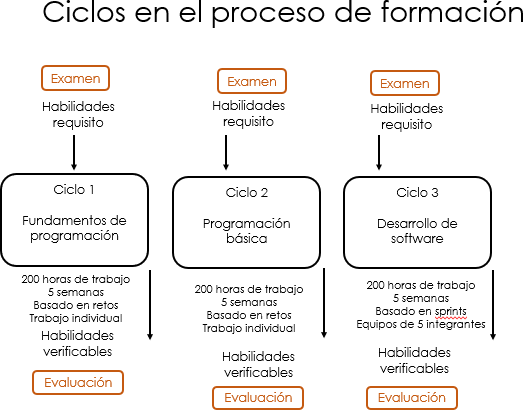 Ciclos en el proceso de formación
Examen
Habilidades
requisito
Ciclo 1
Fundamentos de
programación
200 horas de trabajo
5 semanas
Basado en retos
Trabajo individual
Habilidades
verificables
Evaluación
Examen
Habilidades
requisito
Ciclo 2
Programación
básica
200 horas de trabajo
5 semanas
Basado en retos
Trabajo individual
Habilidades
verificables
Evaluación
Examen
Habilidades
requisito
Ciclo 3
Desarrollo de
software
200 horas de trabajo
5 semanas
Basado en sprints
Equipos de 5 integrantes
Habilidades
verificables
Evaluación